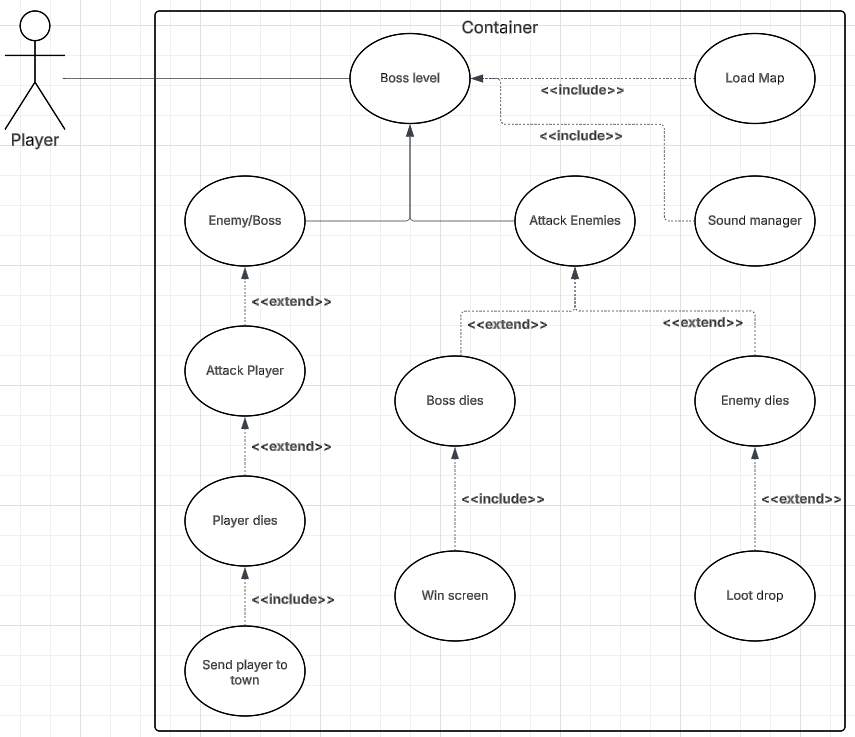 Container
Boss level
Load Map
<<include>>
<<include>>
Player
Enemy/Boss
Attack Enemies
Sound manager
<<extend>>
<<extend>>
<<extend>>
Attack Player
Boss dies
Enemy dies
<<extend>>
<<include>>
<<extend>>
Player dies
<<include>>
Win screen
Loot drop
Send player to
town